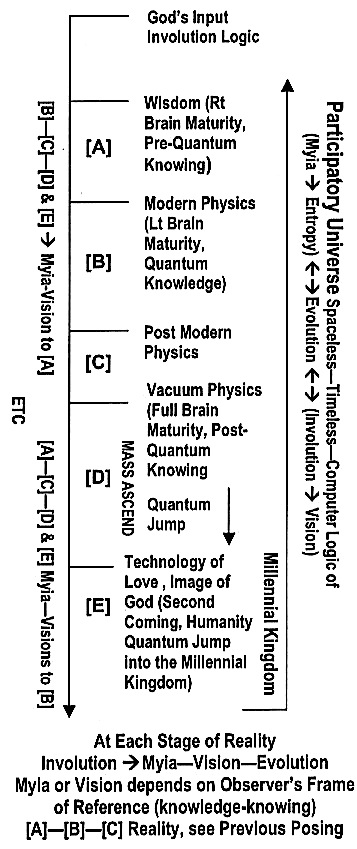 God's Input
Involution Logic
Wisdom (Rt
Brain Maturity,
Pre-Quantum
Knowing)
[A]
Modern Physics
(Lt Brain
Maturity,
Quantum
Knowledge)
[B]
Post Modern
Physics
[C]
Vacuum Physics
(Full Brain
Maturity, Post-
Quantum
Knowing
[D]
MASS ASCEND
Quantum
Jump
Technology of
Love , Image of
God (Second
Coming, Humanity
Quantum Jump
into the Millennial
Kingdom)
[E]
[B]—[C]—[D] & [E] → Myia-Vision to [A]
ETC
[A]—[C]—[D] & [E] Myia—Visions to [B]
Millennial Kingdom
Participatory Universe Spaceless—Timeless—Computer Logic of
(Myia → Entropy) ←→ Evolution ←→ (Involution → Vision)
At Each Stage of Reality
Involution → Myia—Vision—Evolution
Myia or Vision depends on Observer's Frame
of Reference (knowledge-knowing)
[A]—[B]—[C] Reality, see Previous Posing